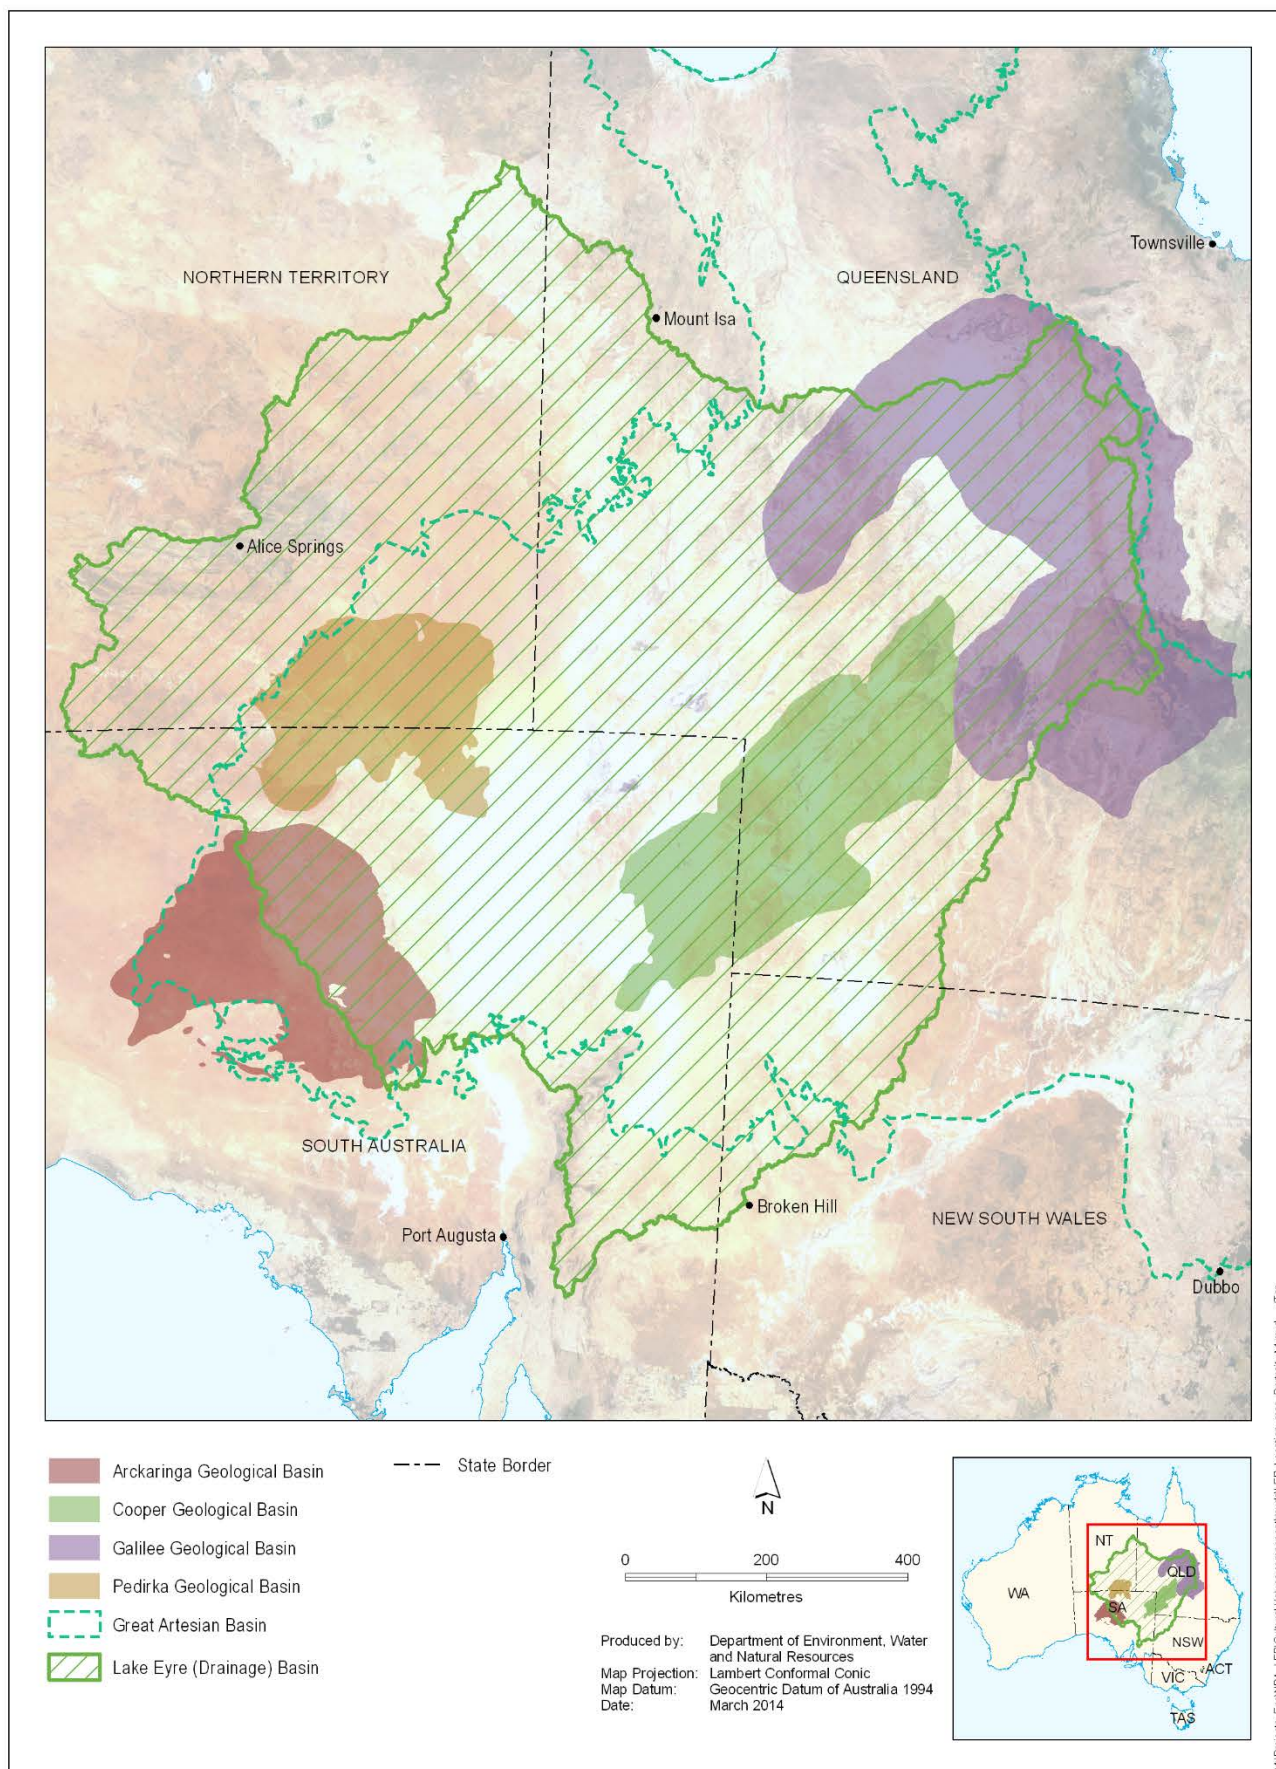 Townsville
NORTHERN TERRITORY
QUEENSLAND
Mount Isa
Alice Springs
SOUTH AUSTRALIA
Broken Hill
NEW SOUTH WALES
Port Augusta
Dubbo
Arckaringa Geological Basin
Cooper Geological Basin
Galilee Geological Basin
Pedirka Geological Basin
Great Artesian Basin
Lake Eyre (Drainage) Basin
State Border
N
0 200 400
Kilometres
Produced by: Department of Environment, Water
and Natural Resources
Map Projection: Lambert Conformal Conic
Map Datum: Geocentric Datum of Australia 1994
Date: March 2014
NT
QLD
WA
SA
NSW
ACT
VIC
TAS